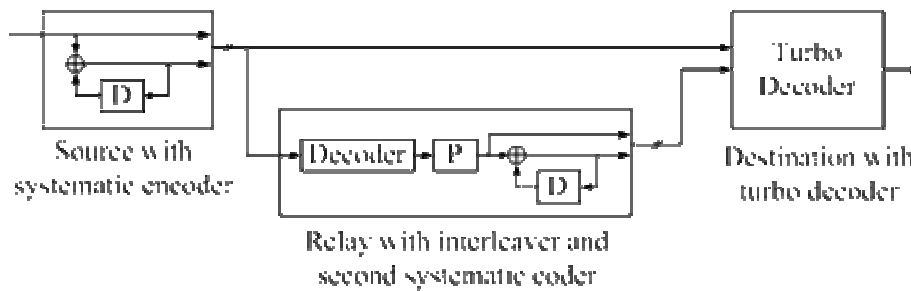 D
Source with
systematic encoder
Decoder
P
D
Relay with interleaver and
second systematic coder
Turbo
Decoder
Destination with
turbo decoder